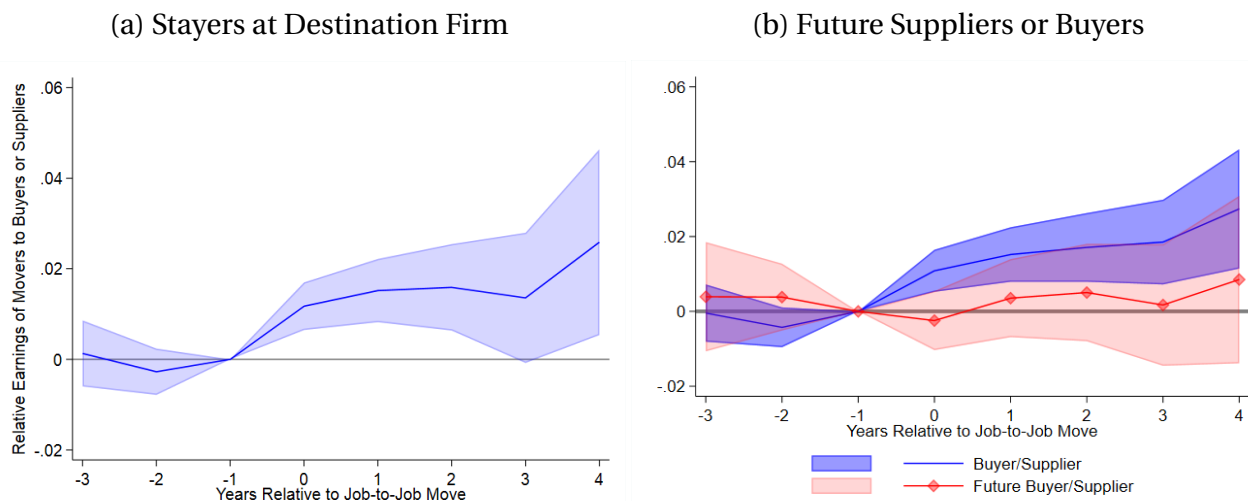 (a) Stayers at Destination Firm
Relative Earnings of Movers to Buyers or Suppliers
.06
.04
.02
0
-.02
-3 -2 -1 0 1 2 3 4
Years Relative to Job-to-Job Move
(b) Future Suppliers or Buyers
.06
.04
.02
0
-.02
-3 -2 -1 0 1 2 3 4
Years Relative to Job-to-Job Move
Buyer/Supplier
Future Buyer/Supplier